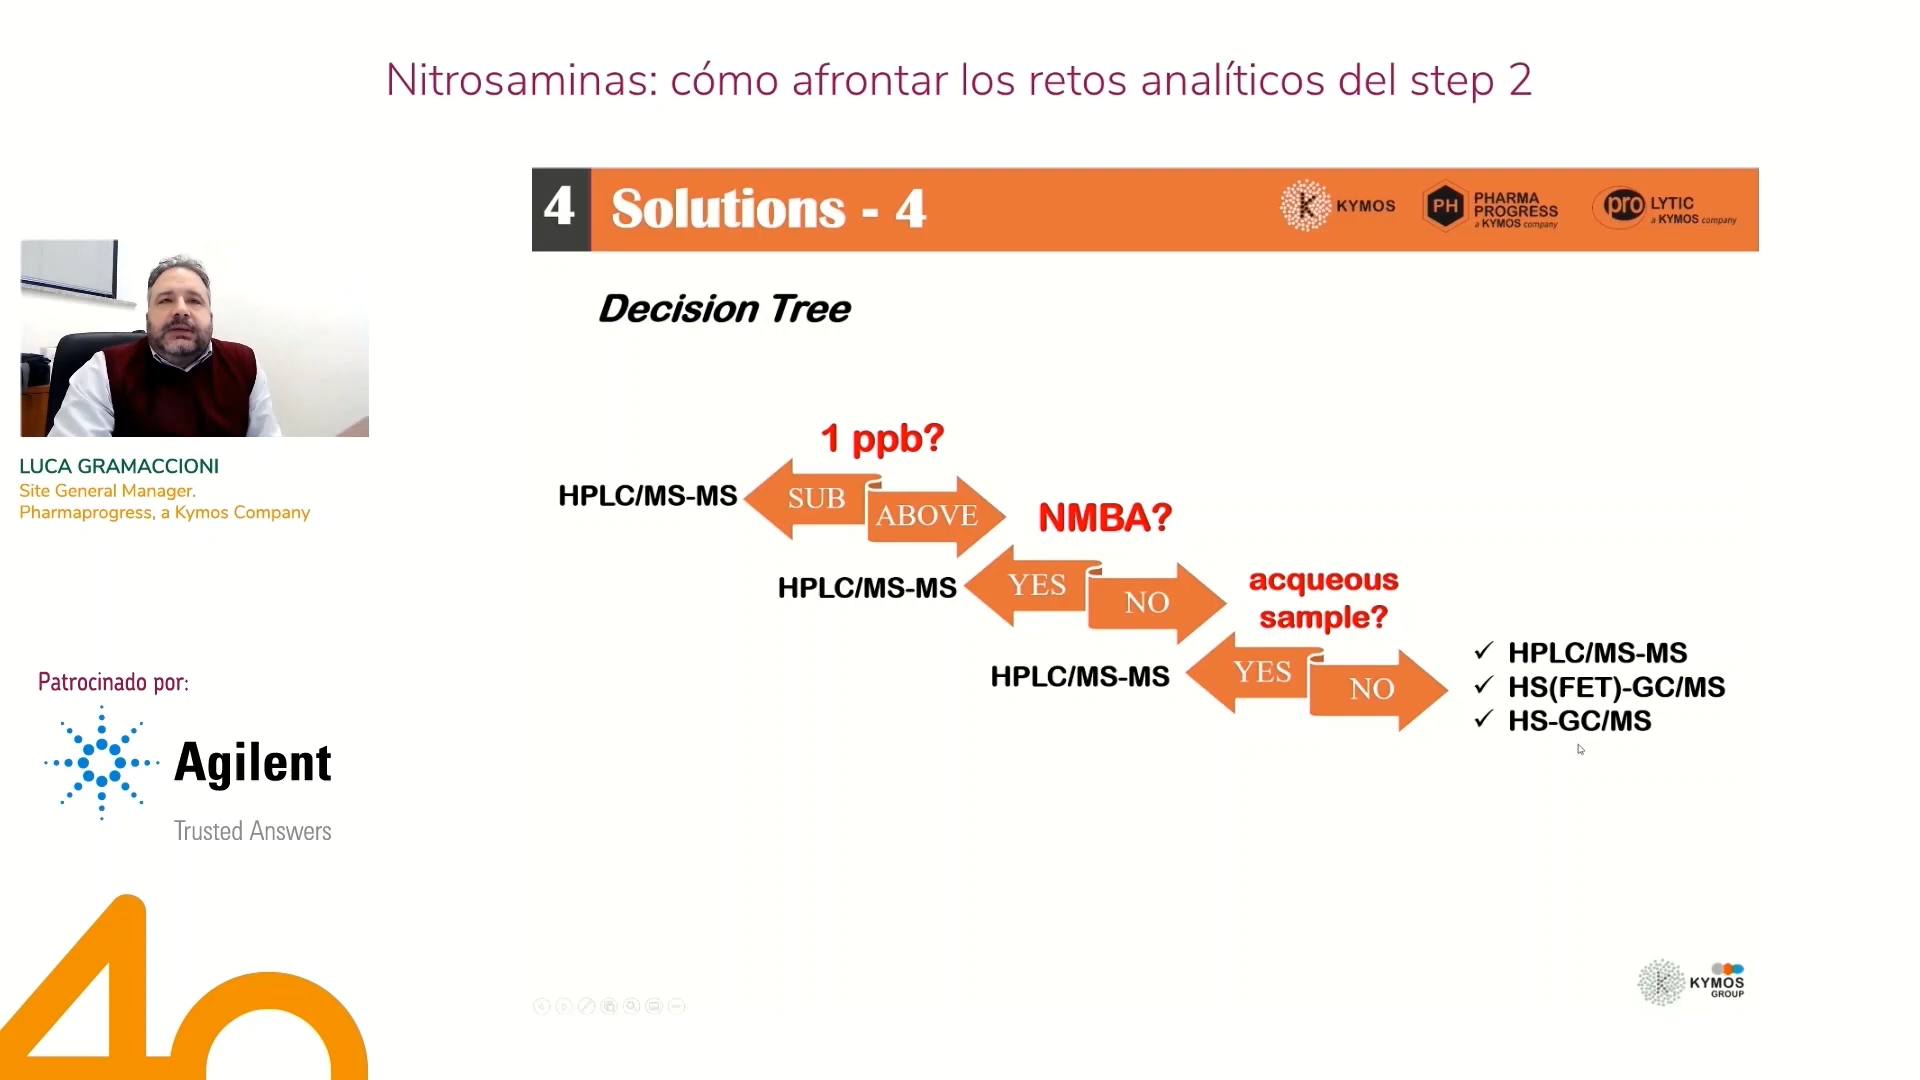 Nitrosaminas: cómo afrontar los retos analíticos del step 2
4 Solutions - 4
KYMOS
PH PHARMA PROGRESS a KYMOS company
pro LYTIC a KYMOS company
Decision Tree
1 ppb?
HPLC/MS-MS SUB ABOVE
NMBA?
HPLC/MS-MS YES NO
acqueous
sample?
HPLC/MS-MS YES NO
✓ HPLC/MS-MS
✓ HS(FET)-GC/MS
✓ HS-GC/MS
LUCA GRAMACCIONI
Site General Manager.
Pharmaprogress, a Kymos Company
Patrocinado por:
Agilent
Trusted Answers
KYMOS
GROUP